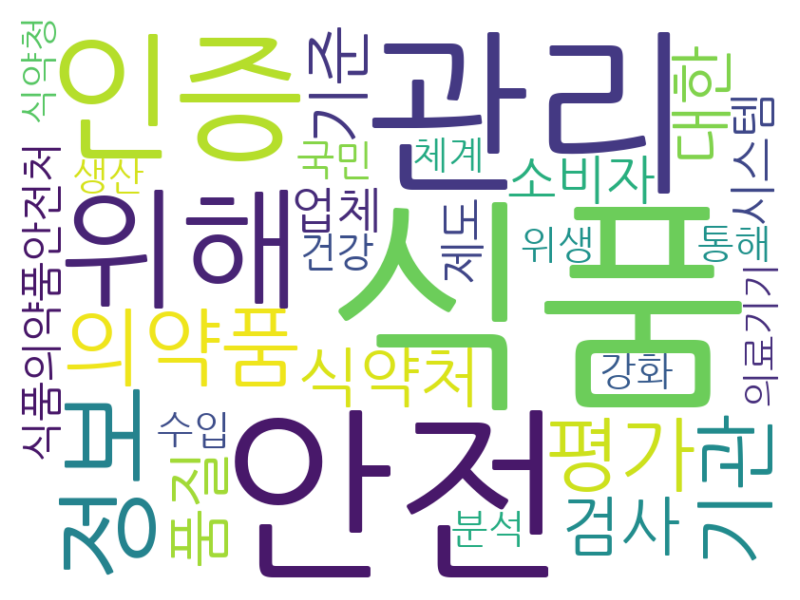 식약청
인증
기준
관리
대한
시스템
국민
체계
생산
소비자
식품의약품안전처
위해
업체
건강
제도
위생
통해
식품
의료기기
의약품
식약처
강화
정보
수입
품질
안전
평가
기관
검사
분석